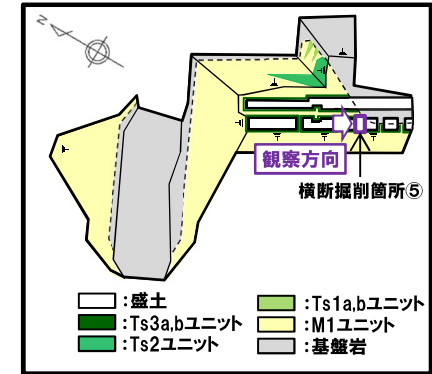 N
観察方向
横断掘削箇所⑤
:盛土
:Ts3a,bユニット
:Ts2ユニット
:Ts1a,bユニット
:M1ユニット
:基盤岩